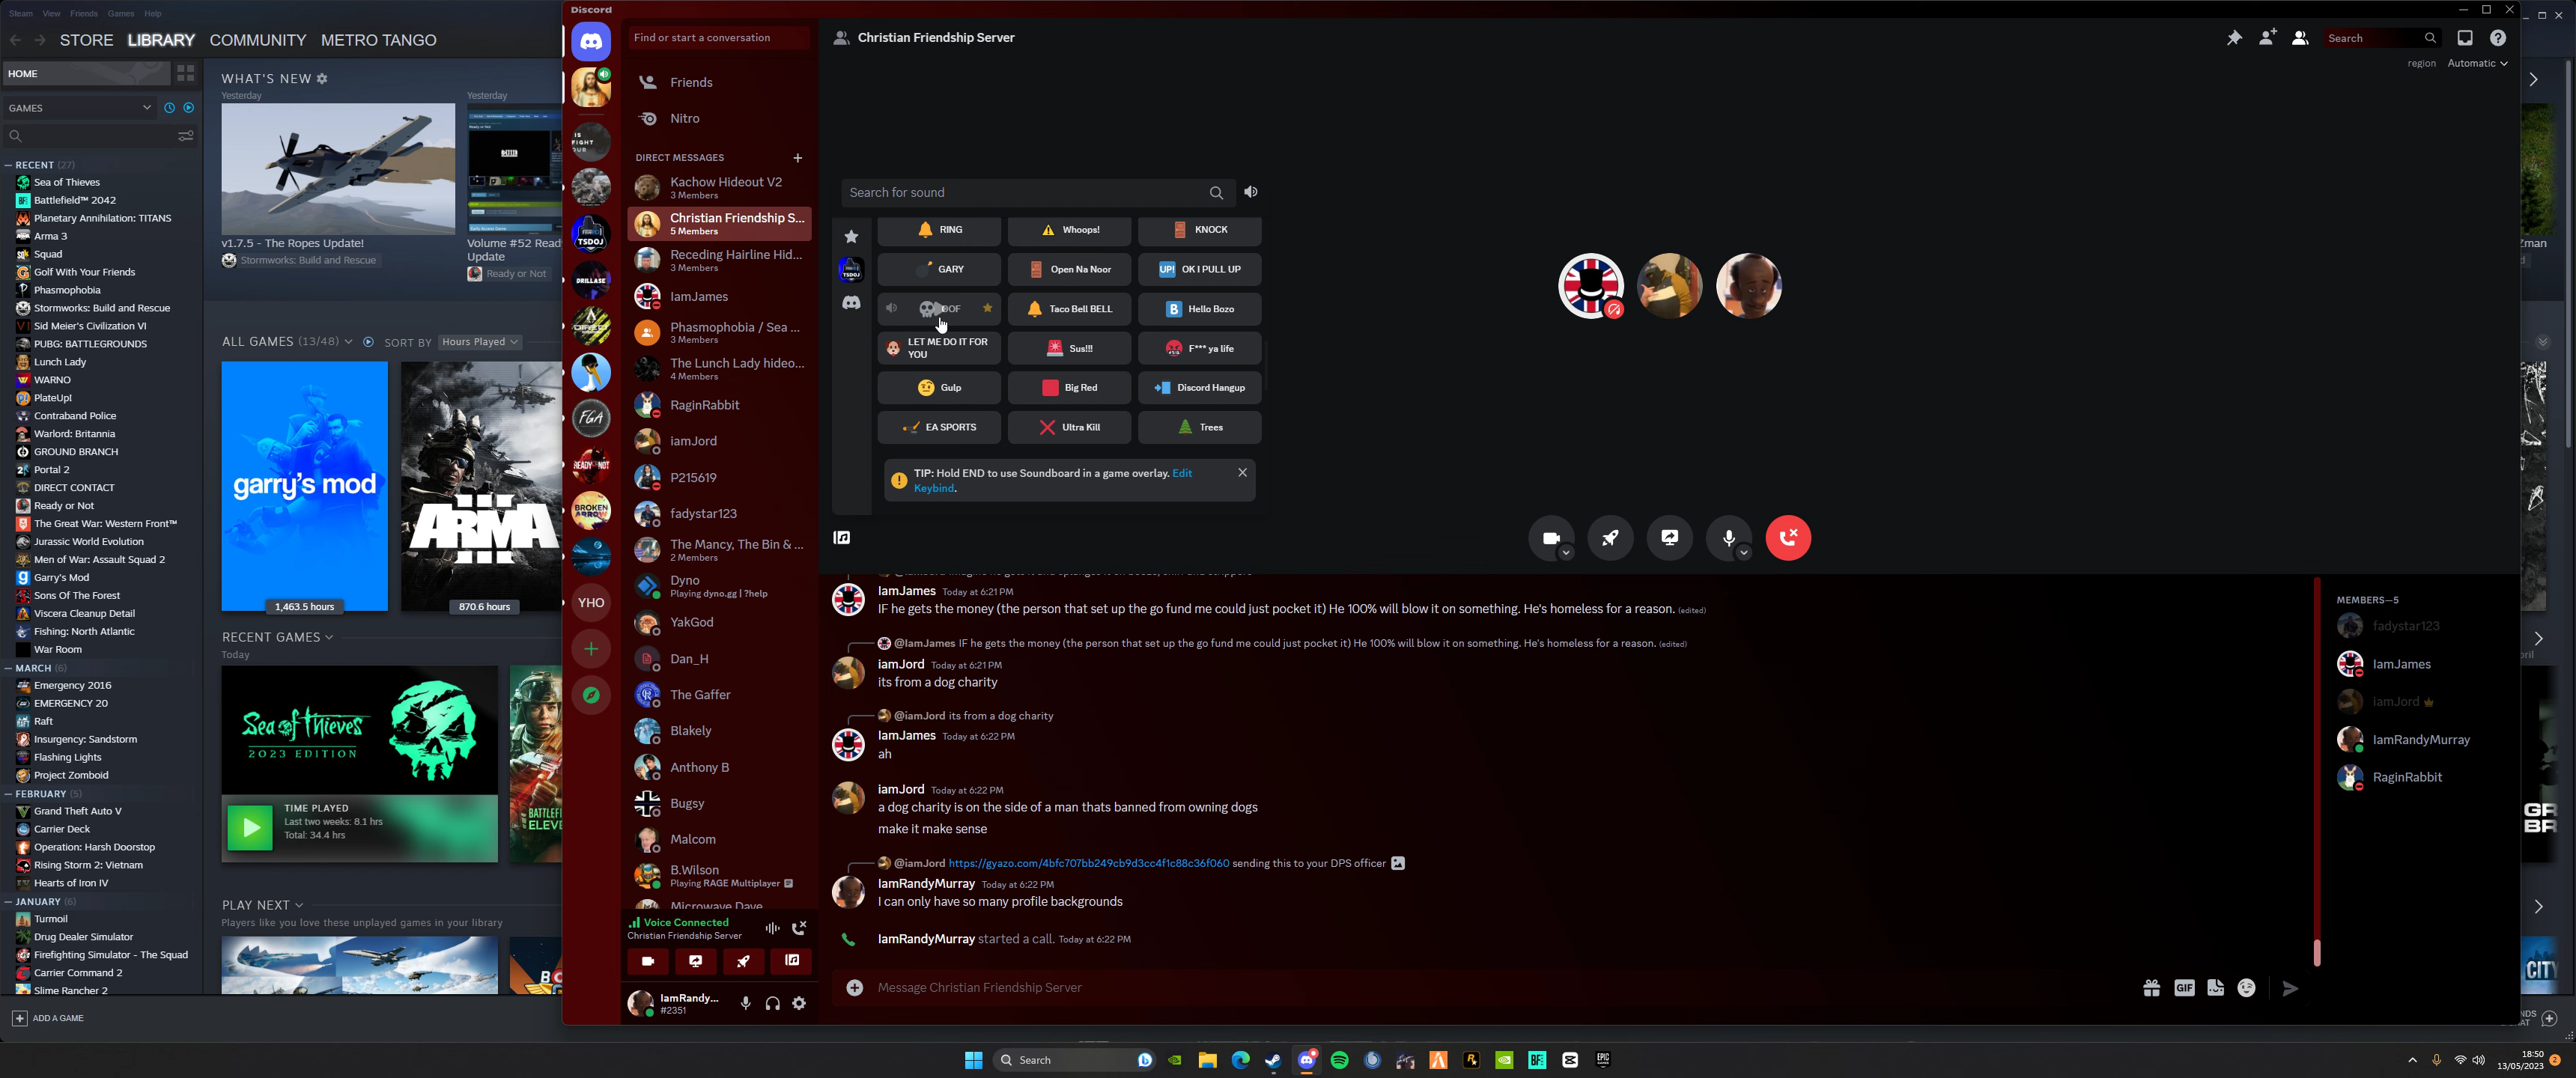 Steam View Friends Games Help
STORE LIBRARY COMMUNITY METRO TANGO
HOME
GAMES
RECENT (27)
Sea of Thieves
Battlefield™ 2042
Planetary Annihilation: TITANS
Arma 3
Squad
Golf With Your Friends
Phasmophobia
Stormworks: Build and Rescue
Sid Meier's Civilization VI
PUBG: BATTLEGROUNDS
Lunch Lady
WARNO
PlateUp!
Contraband Police
Warlord: Britannia
GROUND BRANCH
Portal 2
DIRECT CONTACT
Ready or Not
The Great War: Western Front™
Jurassic World Evolution
Men of War: Assault Squad 2
Garry's Mod
Sons Of The Forest
Viscera Cleanup Detail
Fishing: North Atlantic
War Room
MARCH (6)
Emergency 2016
EMERGENCY 20
Raft
Insurgency: Sandstorm
Flashing Lights
Project Zomboid
FEBRUARY (5)
Grand Theft Auto V
Carrier Deck
Operation: Harsh Doorstop
Rising Storm 2: Vietnam
Hearts of Iron IV
JANUARY (6)
Turmoil
Drug Dealer Simulator
Firefighting Simulator - The Squad
Carrier Command 2
Slime Rancher 2
ADD A GAME
WHAT'S NEW
Yesterday
v1.7.5 - The Ropes Update!
Stormworks: Build and Rescue
Yesterday
Volume #52 Read
Update
Ready or Not
ALL GAMES (13/48) SORT BY Hours Played
garry's mod
1,463.5 hours
ARMA III
870.6 hours
RECENT GAMES
Today
Sea of Thieves
2023 EDITION
TIME PLAYED
Last two weeks: 8.1 hrs
Total: 34.4 hrs
PLAY NEXT
Players like you love these unplayed games in your library
Discord
TSDOJ
DRILLASE
DIRECT
FGA
READY NOT
BROKEN ARROW
YHO
Find or start a conversation
Friends
Nitro
DIRECT MESSAGES
Kachow Hideout V2
3 Members
Christian Friendship S...
5 Members
Receding Hairline Hid...
3 Members
IamJames
Phasmophobia / Sea ...
3 Members
The Lunch Lady hideo...
4 Members
RaginRabbit
iamJord
P215619
fadystar123
The Mancy, The Bin & ...
2 Members
Dyno
Playing dyno.gg | ?help
YakGod
Dan_H
The Gaffer
Blakely
Anthony B
Bugsy
Malcom
B.Wilson
Playing RAGE Multiplayer
Microwave Dave
Voice Connected
Christian Friendship Server
IamRandy...
#2351
Christian Friendship Server
Search
region Automatic
Search for sound
RING Whoops! KNOCK
GARY Open Na Noor UP! OK I PULL UP
OOF Taco Bell BELL B Hello Bozo
LET ME DO IT FOR YOU Sus!!! F*** ya life
Gulp Big Red Discord Hangup
EA SPORTS Ultra Kill Trees
TIP: Hold END to use Soundboard in a game overlay. Edit
Keybind.
IamJames Today at 6:21 PM
IF he gets the money (the person that set up the go fund me could just pocket it) He 100% will blow it on something. He's homeless for a reason. (edited)
@IamJames IF he gets the money (the person that set up the go fund me could just pocket it) He 100% will blow it on something. He's homeless for a reason. (edited)
iamJord Today at 6:21 PM
its from a dog charity
@iamJord its from a dog charity
IamJames Today at 6:22 PM
ah
iamJord Today at 6:22 PM
a dog charity is on the side of a man thats banned from owning dogs
make it make sense
@iamJord https://gyazo.com/4bfc707bb249cb9d3cc4f1c88c36f060 sending this to your DPS officer
IamRandyMurray Today at 6:22 PM
I can only have so many profile backgrounds
IamRandyMurray started a call. Today at 6:22 PM
Message Christian Friendship Server
GIF
MEMBERS—5
fadystar123
IamJames
iamJord
IamRandyMurray
RaginRabbit
Search
18:50
13/05/2023
2